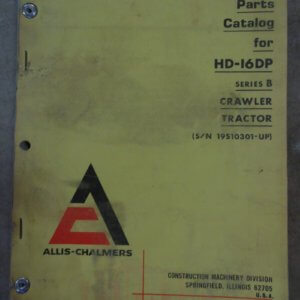 Parts
Catalog
for
HD-16DP
SERIES B
CRAWLER
TRACTOR
(S/N 19510301-UP)
ALLIS-CHALMERS
CONSTRUCTION MACHINERY DIVISION
SPRINGFIELD, ILLINOIS 62705
U.S.A.